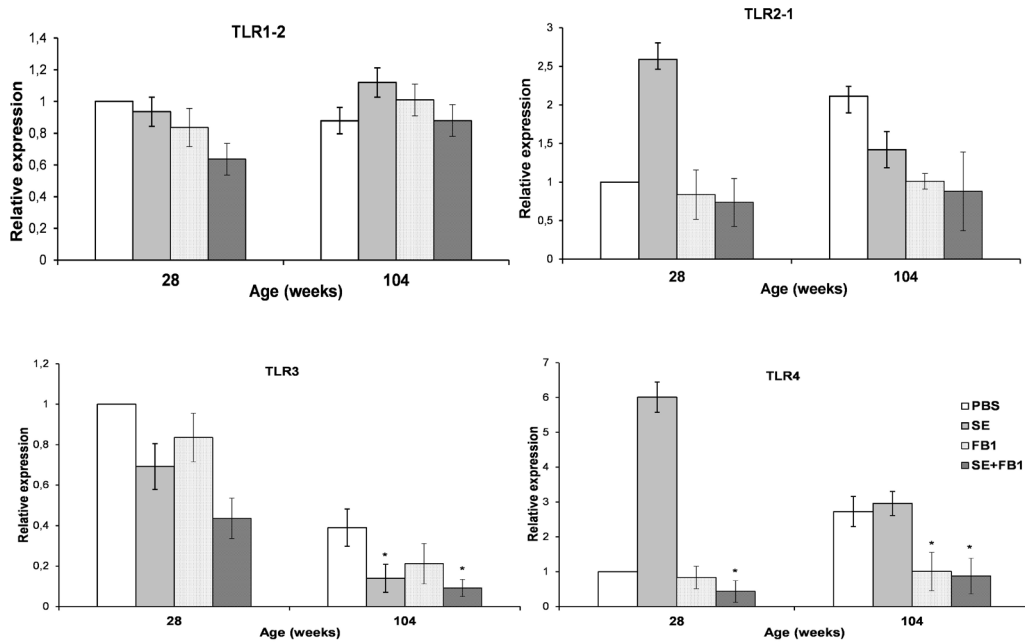 TLR1-2
Relative expression
1,4
1,2
1
0,8
0,6
0,4
0,2
0
28
104
Age (weeks)
TLR2-1
Relative expression
3
2,5
2
1,5
1
0,5
0
28
104
Age (weeks)
TLR3
Relative expression
1,2
1
0,8
0,6
0,4
0,2
0
*
*
28
104
Age (weeks)
TLR4
Relative expression
7
6
5
4
3
2
1
0
*
*
*
PBS
SE
FB1
SE+FB1
28
104
Age (weeks)